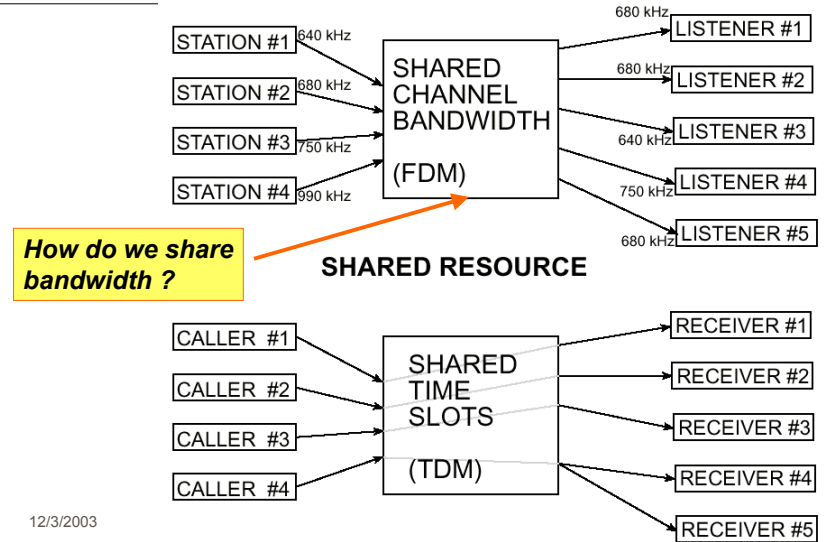 STATION #1
640 kHz
STATION #2
680 kHz
STATION #3
750 kHz
STATION #4
990 kHz
SHARED
CHANNEL
BANDWIDTH
(FDM)
680 kHz
LISTENER #1
680 kHz
LISTENER #2
640 kHz
LISTENER #3
750 kHz
LISTENER #4
680 kHz
LISTENER #5
How do we share
bandwidth ?
SHARED RESOURCE
CALLER #1
CALLER #2
CALLER #3
CALLER #4
SHARED
TIME
SLOTS
(TDM)
RECEIVER #1
RECEIVER #2
RECEIVER #3
RECEIVER #4
RECEIVER #5
12/3/2003